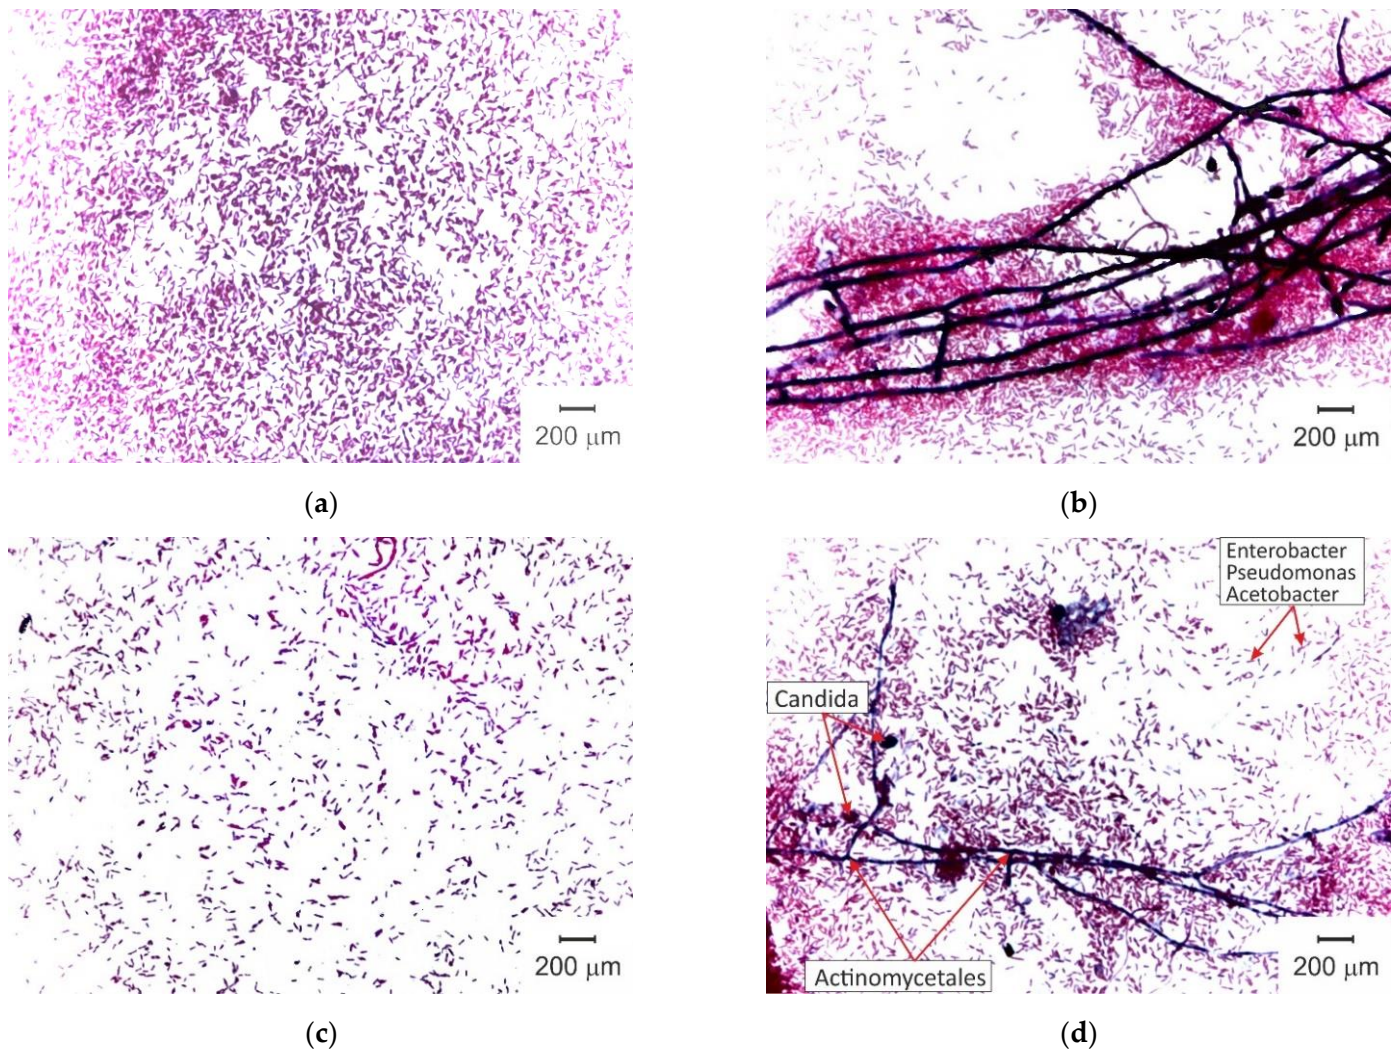 200 μm
200 μm
(a)
(b)
Enterobacter
Pseudomonas
Acetobacter
Candida
Actinomycetales
200 μm
200 μm
(c)
(d)